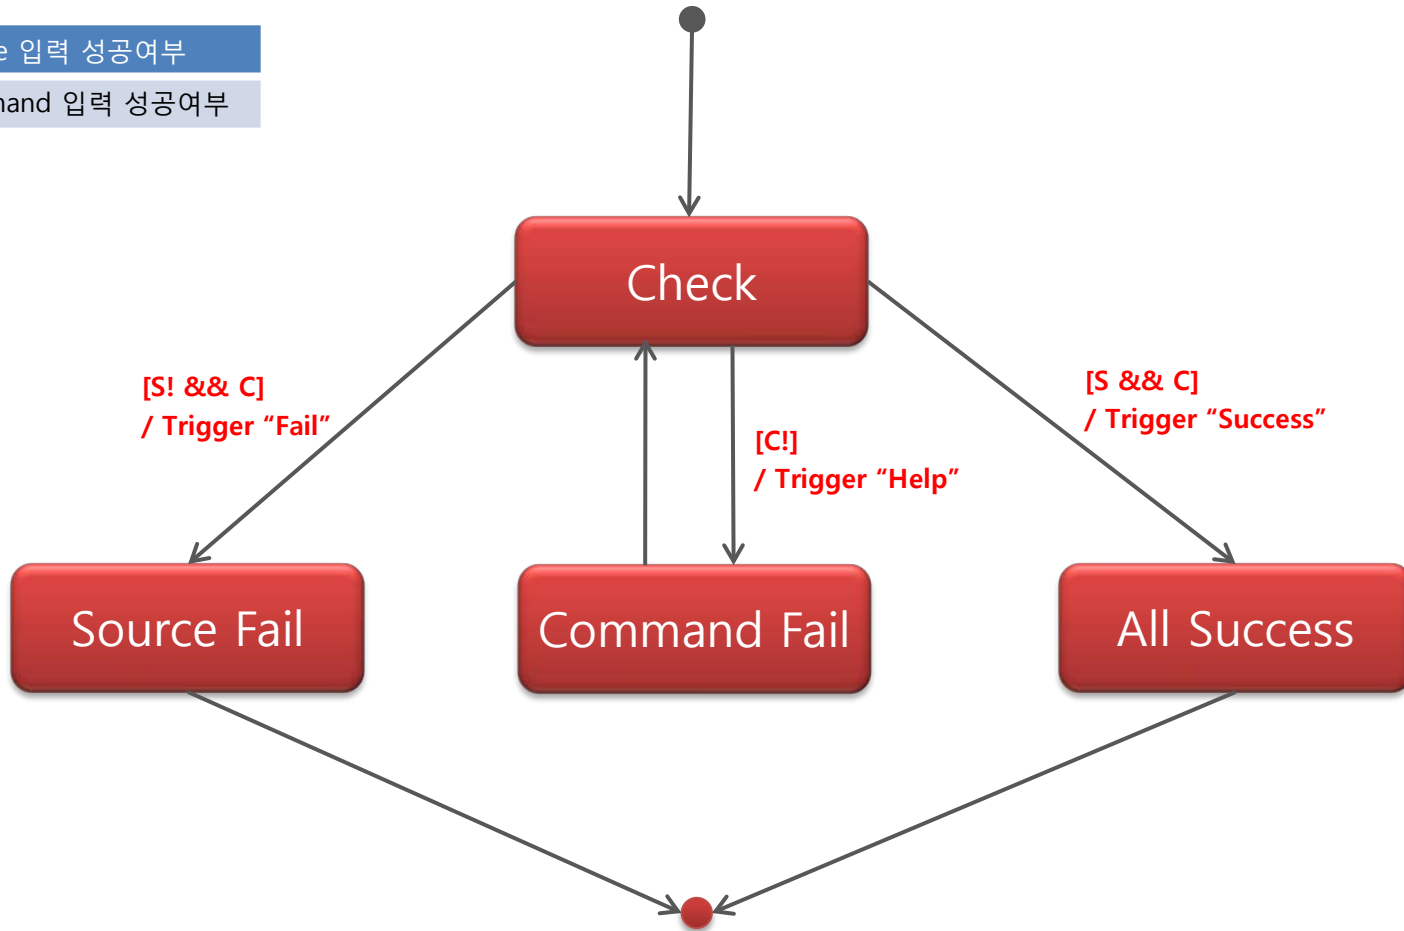 e 입력 성공여부
nand 입력 성공여부
Check
[S! && C]
/ Trigger “Fail”
[C!]
/ Trigger “Help”
[S && C]
/ Trigger “Success”
Source Fail
Command Fail
All Success